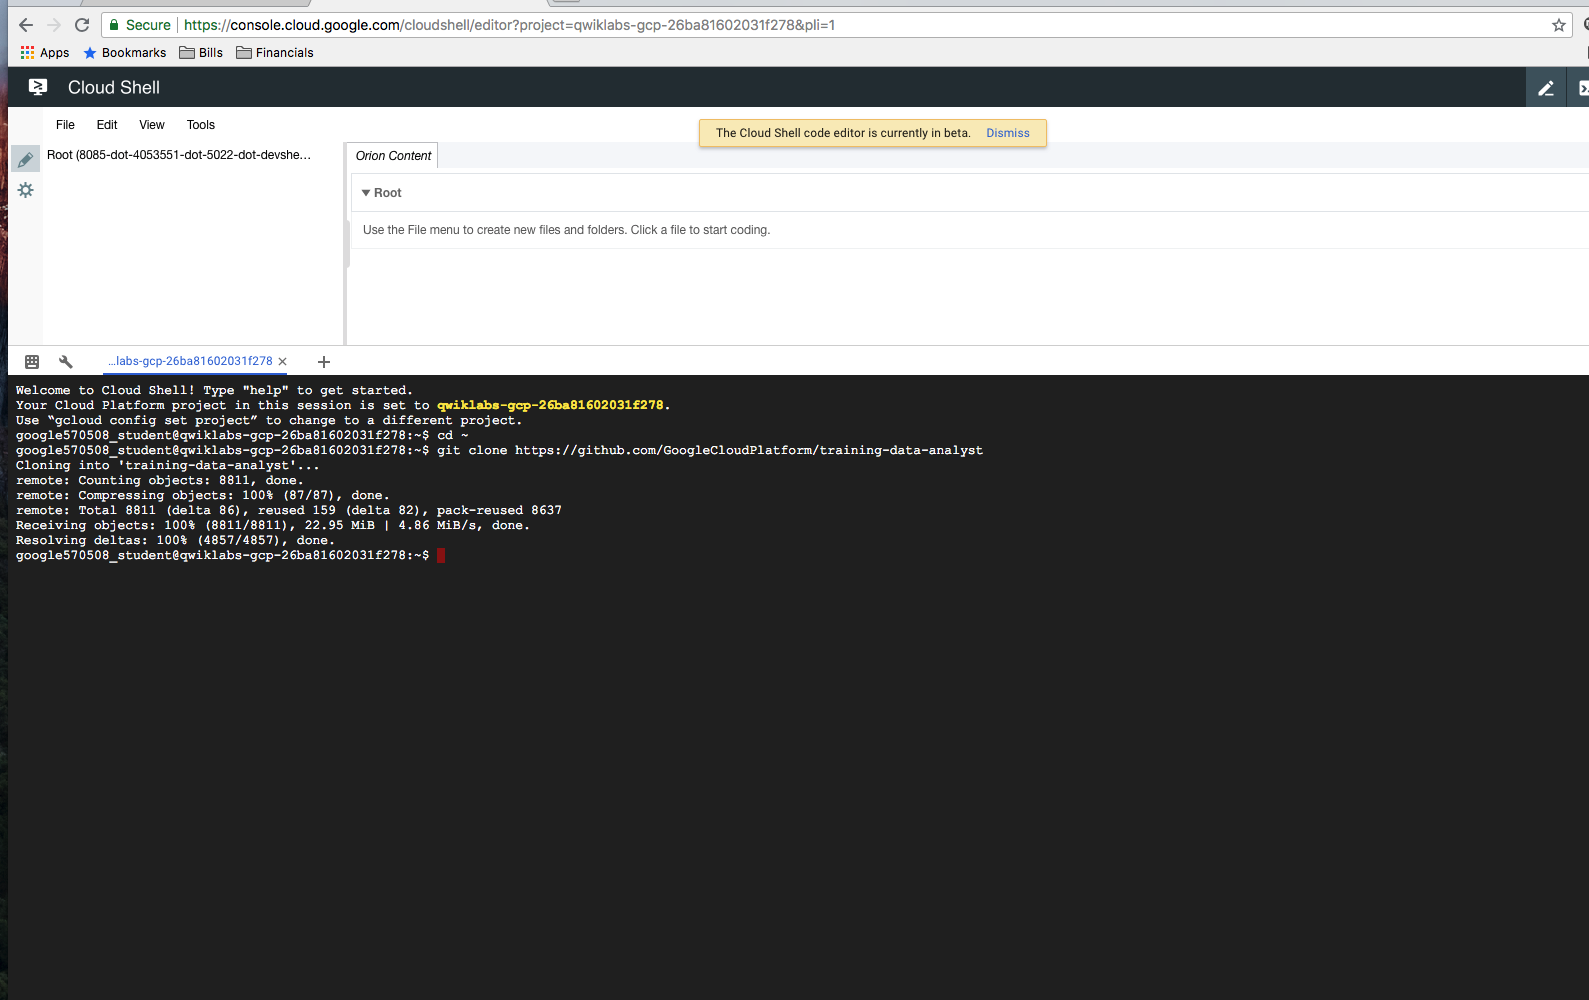 Secure https://console.cloud.google.com/cloudshell/editor?project=qwiklabs-gcp-26ba81602031f278&pli=1
Apps Bookmarks Bills Financials
Cloud Shell
File Edit View Tools
The Cloud Shell code editor is currently in beta. Dismiss
Root (8085-dot-4053551-dot-5022-dot-devshe...
Orion Content
Root
Use the File menu to create new files and folders. Click a file to start coding.
...labs-gcp-26ba81602031f278
Welcome to Cloud Shell! Type "help" to get started.
Your Cloud Platform project in this session is set to qwiklabs-gcp-26ba81602031f278.
Use “gcloud config set project” to change to a different project.
google570508_student@qwiklabs-gcp-26ba81602031f278:~$ cd ~
google570508_student@qwiklabs-gcp-26ba81602031f278:~$ git clone https://github.com/GoogleCloudPlatform/training-data-analyst
Cloning into 'training-data-analyst'...
remote: Counting objects: 8811, done.
remote: Compressing objects: 100% (87/87), done.
remote: Total 8811 (delta 86), reused 159 (delta 82), pack-reused 8637
Receiving objects: 100% (8811/8811), 22.95 MiB | 4.86 MiB/s, done.
Resolving deltas: 100% (4857/4857), done.
google570508_student@qwiklabs-gcp-26ba81602031f278:~$